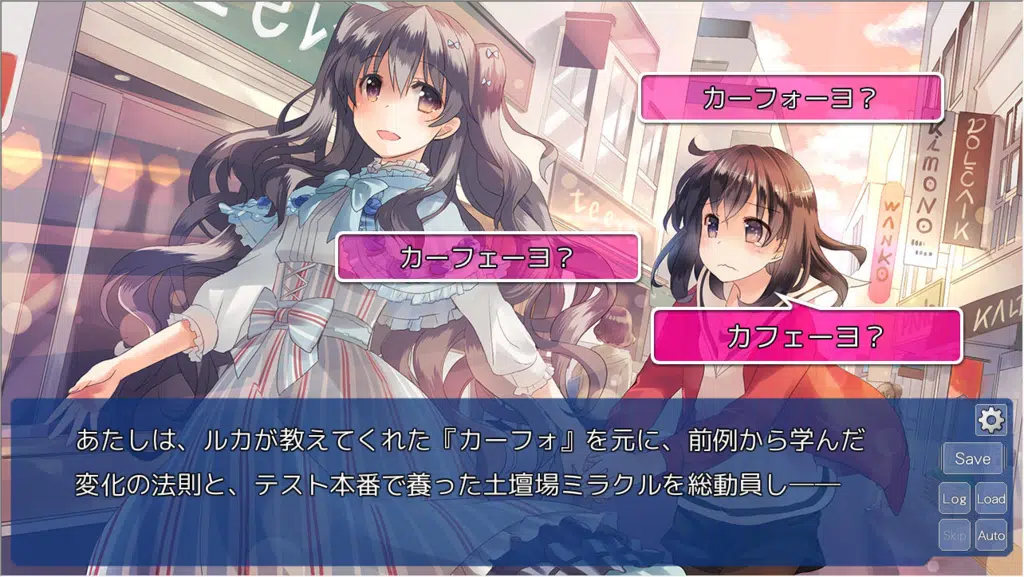 カーフォーヨ?
カーフェーヨ?
カフェーヨ?
あたしは、ルカが教えてくれた『カーフォ』を元に、前例から学んだ
変化の法則と、テスト本番で養った土壇場ミラクルを総動員し――
Save
Log
Load
Skip
Auto
tee
KiMONO
DOLCAIK
WANKO